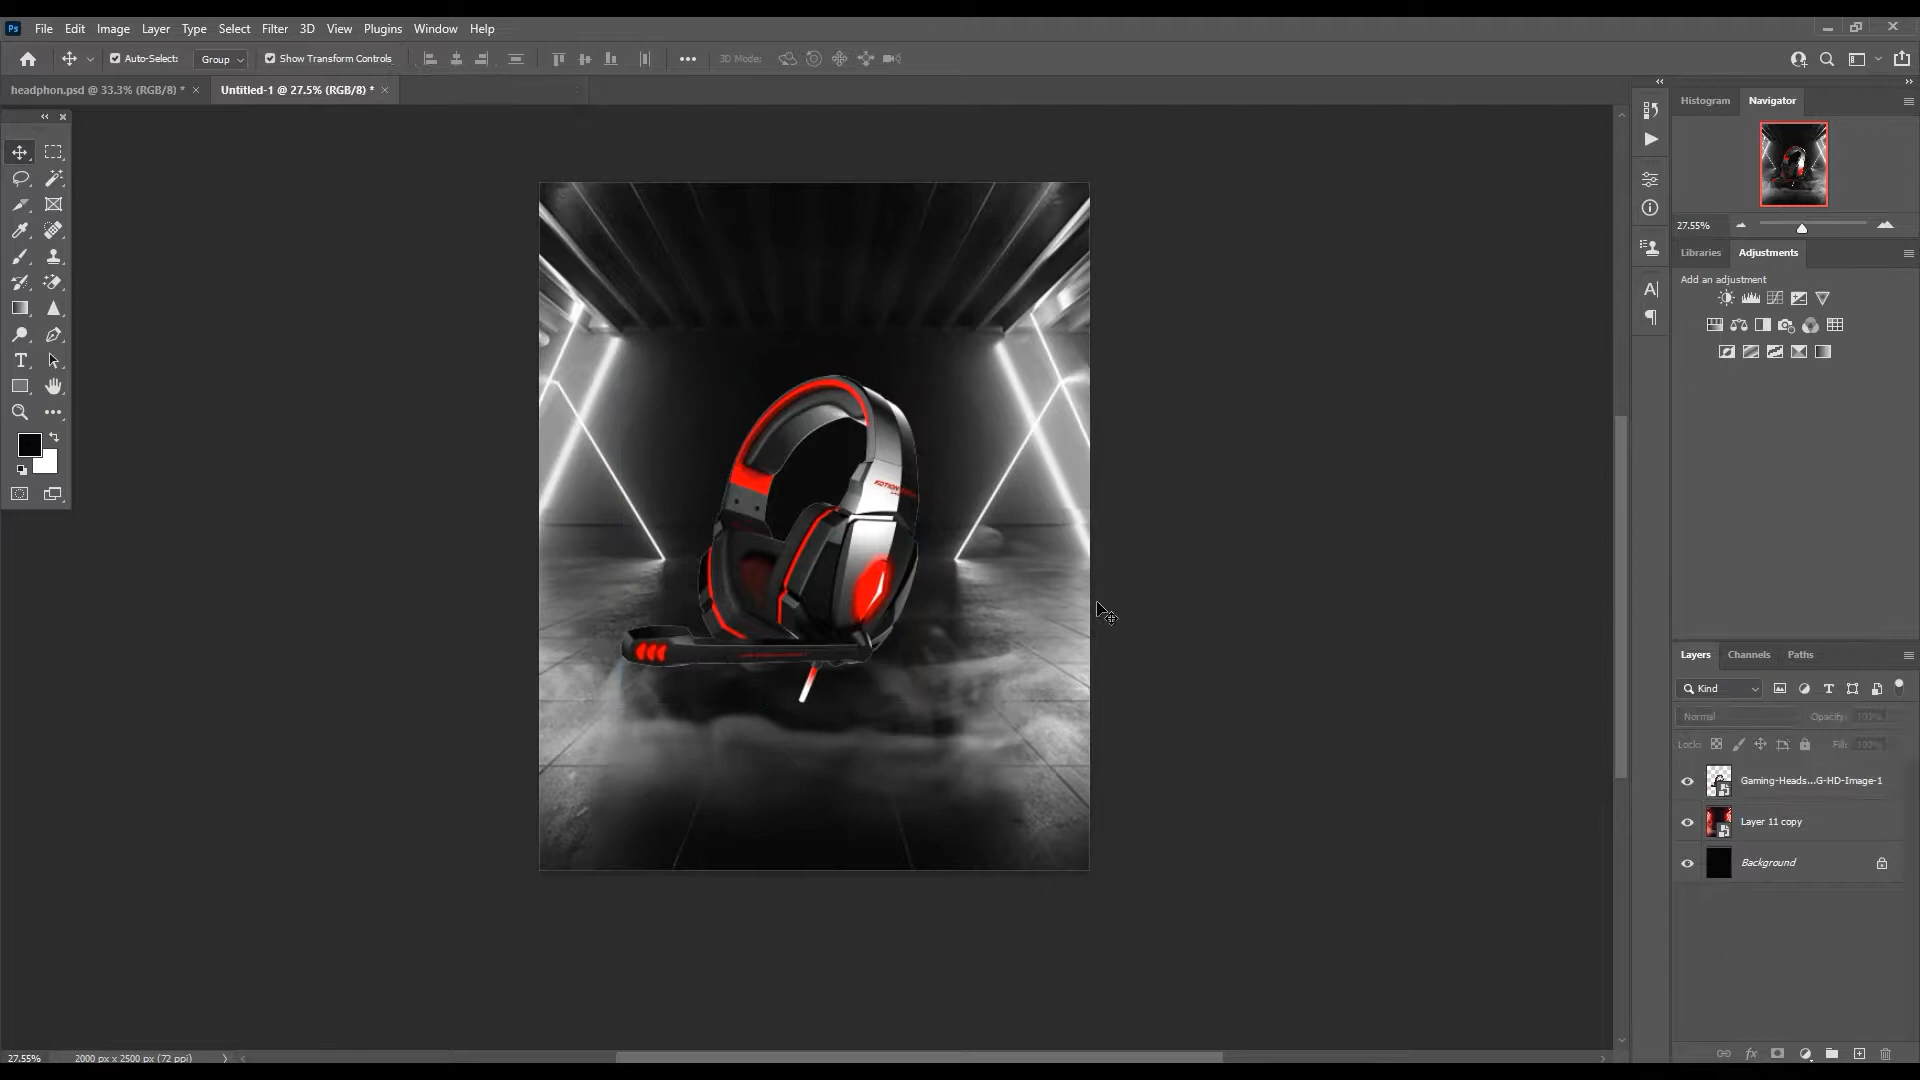 Ps File Edit Image Layer Type Select Filter 3D View Plugins Window Help
Auto-Select: Group Show Transform Controls 3D Mode:
headphon.psd @ 33.3% (RGB/8) * Untitled-1 @ 27.5% (RGB/8) *
Histogram Navigator
27.55%
Libraries Adjustments
Add an adjustment
Layers Channels Paths
Kind
Normal Opacity: 100%
Lock: Fill: 100%
Gaming-Heads...G-HD-Image-1
Layer 11 copy
Background
27.55% 2000 px x 2500 px (72 ppi)